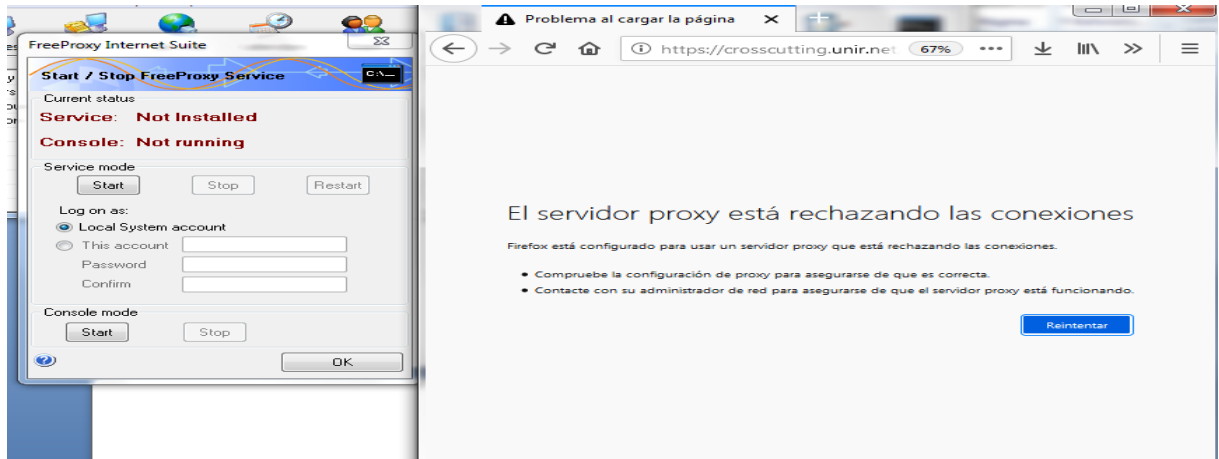 FreeProxy Internet Suite
Start / Stop FreeProxy Service
C:\_
Current status
Service: Not Installed
Console: Not running
Service mode
Start Stop Restart
Log on as:
Local System account
This account
Password
Confirm
Console mode
Start Stop
OK
Problema al cargar la página
https://crosscutting.unir.net 67%
El servidor proxy está rechazando las conexiones
Firefox está configurado para usar un servidor proxy que está rechazando las conexiones.
• Compruebe la configuración de proxy para asegurarse de que es correcta.
• Contacte con su administrador de red para asegurarse de que el servidor proxy está funcionando.
Reintentar